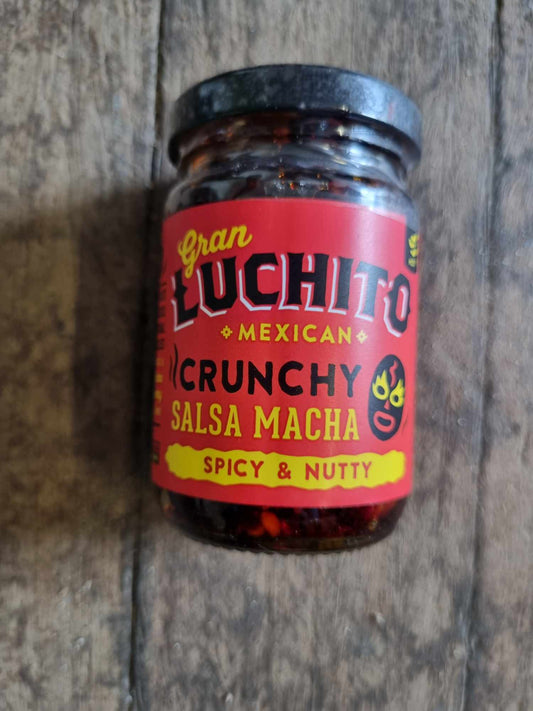 Gran
LUCHITO
MEXICAN
CRUNCHY
SALSA MACHA
SPICY & NUTTY